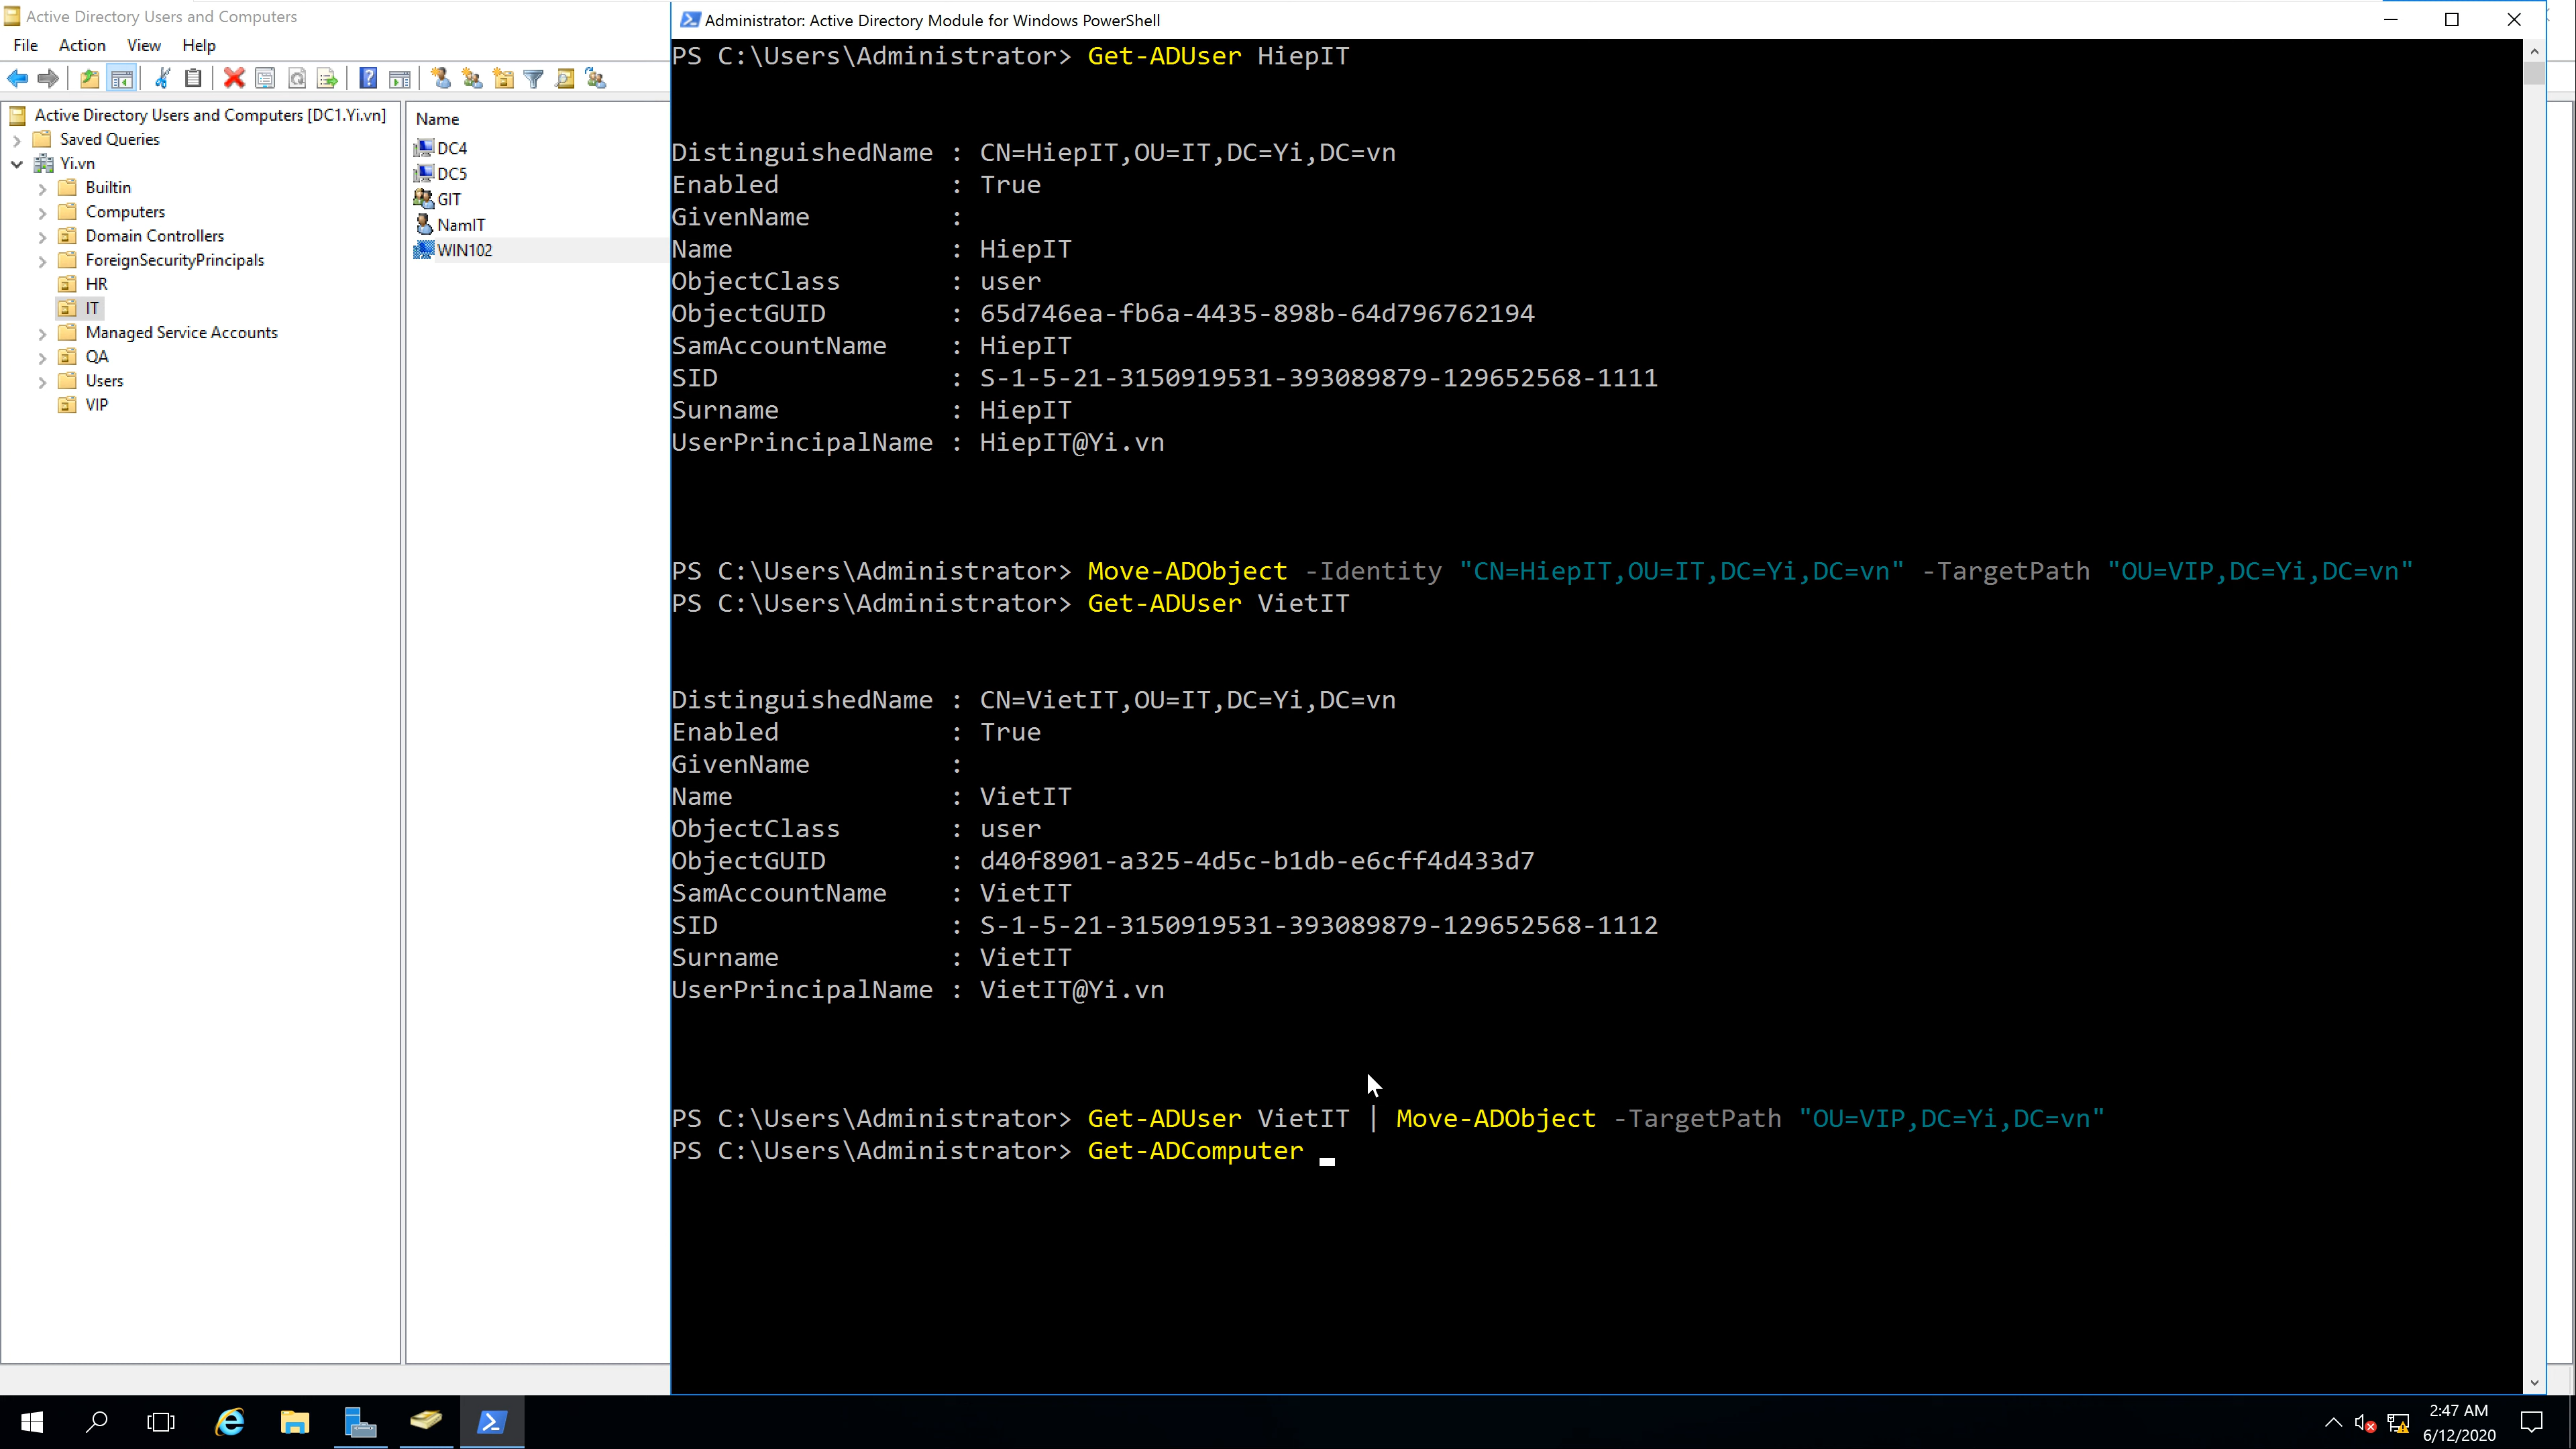 Active Directory Users and Computers
File Action View Help
Active Directory Users and Computers [DC1.Yi.vn]
Saved Queries
Yi.vn
Builtin
Computers
Domain Controllers
ForeignSecurityPrincipals
HR
IT
Managed Service Accounts
QA
Users
VIP
Name
DC4
DC5
GIT
NamIT
WIN102
Administrator: Active Directory Module for Windows PowerShell
PS C:\Users\Administrator> Get-ADUser HiepIT
DistinguishedName : CN=HiepIT,OU=IT,DC=Yi,DC=vn
Enabled : True
GivenName :
Name : HiepIT
ObjectClass : user
ObjectGUID : 65d746ea-fb6a-4435-898b-64d796762194
SamAccountName : HiepIT
SID : S-1-5-21-3150919531-393089879-129652568-1111
Surname : HiepIT
UserPrincipalName : HiepIT@Yi.vn
PS C:\Users\Administrator> Move-ADObject -Identity "CN=HiepIT,OU=IT,DC=Yi,DC=vn" -TargetPath "OU=VIP,DC=Yi,DC=vn"
PS C:\Users\Administrator> Get-ADUser VietIT
DistinguishedName : CN=VietIT,OU=IT,DC=Yi,DC=vn
Enabled : True
GivenName :
Name : VietIT
ObjectClass : user
ObjectGUID : d40f8901-a325-4d5c-b1db-e6cff4d433d7
SamAccountName : VietIT
SID : S-1-5-21-3150919531-393089879-129652568-1112
Surname : VietIT
UserPrincipalName : VietIT@Yi.vn
PS C:\Users\Administrator> Get-ADUser VietIT | Move-ADObject -TargetPath "OU=VIP,DC=Yi,DC=vn"
PS C:\Users\Administrator> Get-ADComputer
2:47 AM
6/12/2020